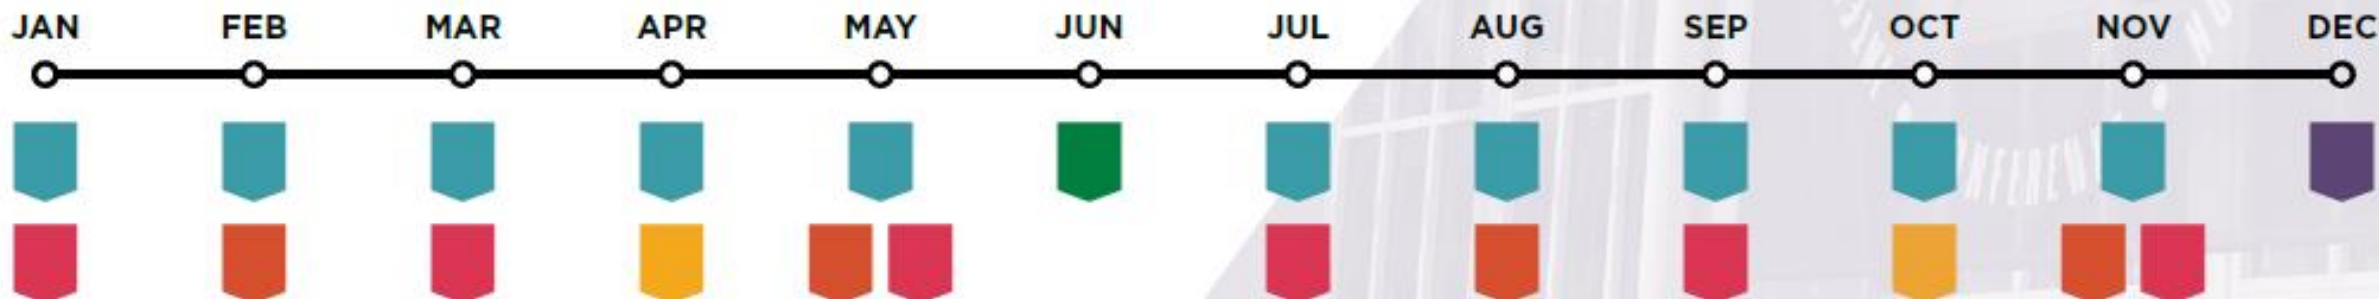 JAN FEB MAR APR MAY JUN JUL AUG SEP OCT NOV DEC